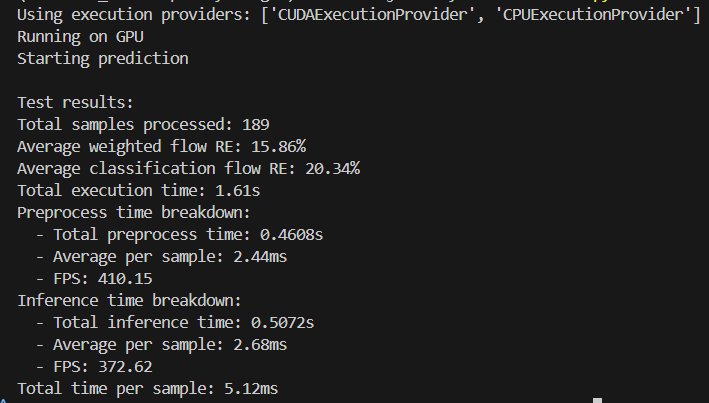 Using execution providers: ['CUDAExecutionProvider', 'CPUExecutionProvider']
Running on GPU
Starting prediction

Test results:
Total samples processed: 189
Average weighted flow RE: 15.86%
Average classification flow RE: 20.34%
Total execution time: 1.61s
Preprocess time breakdown:
  - Total preprocess time: 0.4608s
  - Average per sample: 2.44ms
  - FPS: 410.15
Inference time breakdown:
  - Total inference time: 0.5072s
  - Average per sample: 2.68ms
  - FPS: 372.62
Total time per sample: 5.12ms